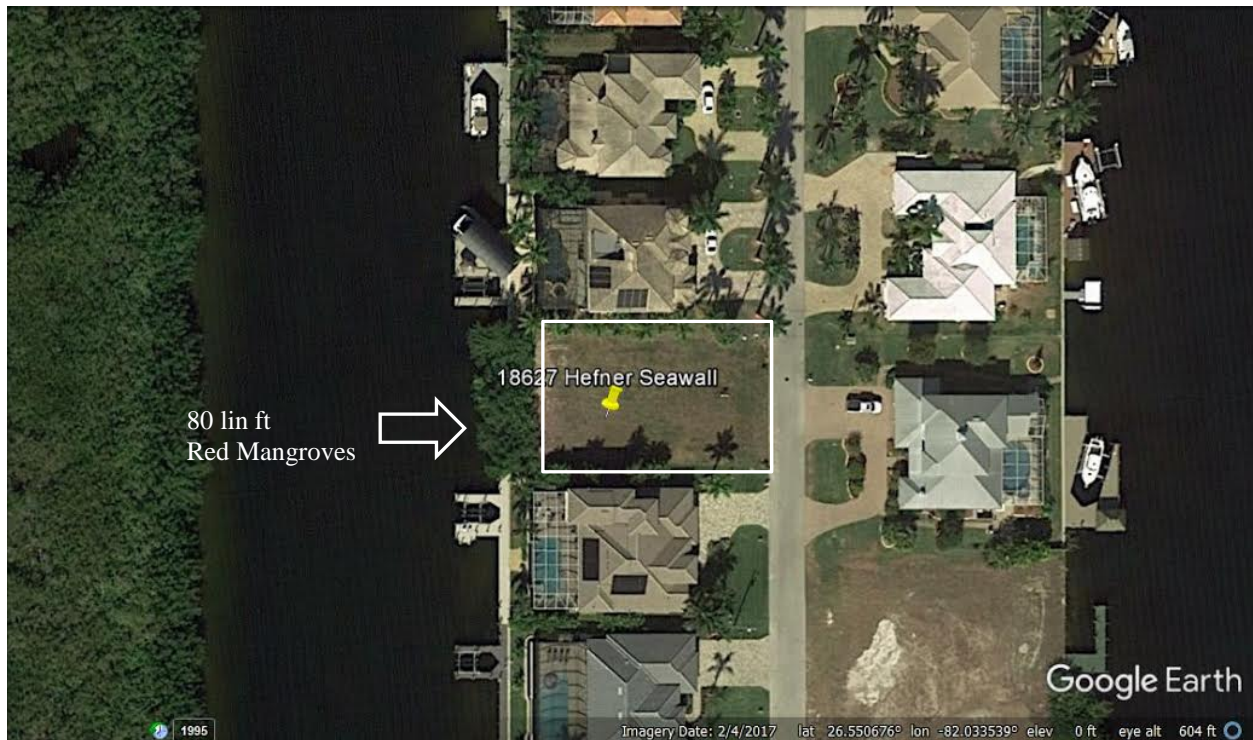 18627 Hefner Seawall
80 lin ft
Red Mangroves
Google Earth
1995
Imagery Date: 2/4/2017 lat 26.550676° lon -82.033539° elev 0 ft eye alt 604 ft